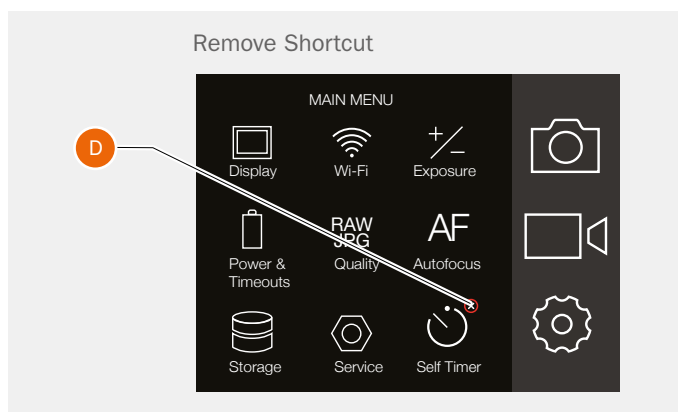 Remove Shortcut
MAIN MENU
D
Display
Wi-Fi
Exposure
RAW
JPG
AF
Power &
Timeouts
Quality
Autofocus
Storage
Service
Self Timer